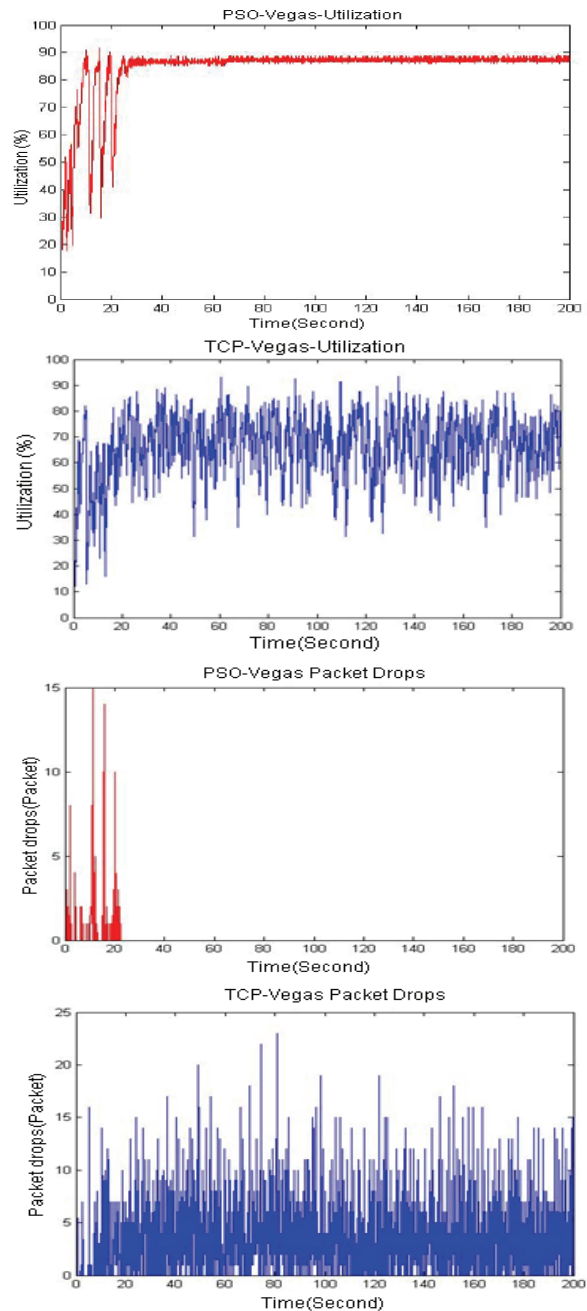 PSO-Vegas-Utilization
100
90
80
70
60
50
40
30
20
10
0
Utilization (%)
0 20 40 60 80 100 120 140 160 180 200
Time(Second)
TCP-Vegas-Utilization
100
90
80
70
60
50
40
30
20
10
0
Utilization (%)
0 20 40 60 80 100 120 140 160 180 200
Time(Second)
PSO-Vegas Packet Drops
15
10
5
0
Packet drops(Packet)
0 20 40 60 80 100 120 140 160 180 200
Time(Second)
TCP-Vegas Packet Drops
25
20
15
10
5
0
Packet drops(Packet)
0 20 40 60 80 100 120 140 160 180 200
Time(Second)